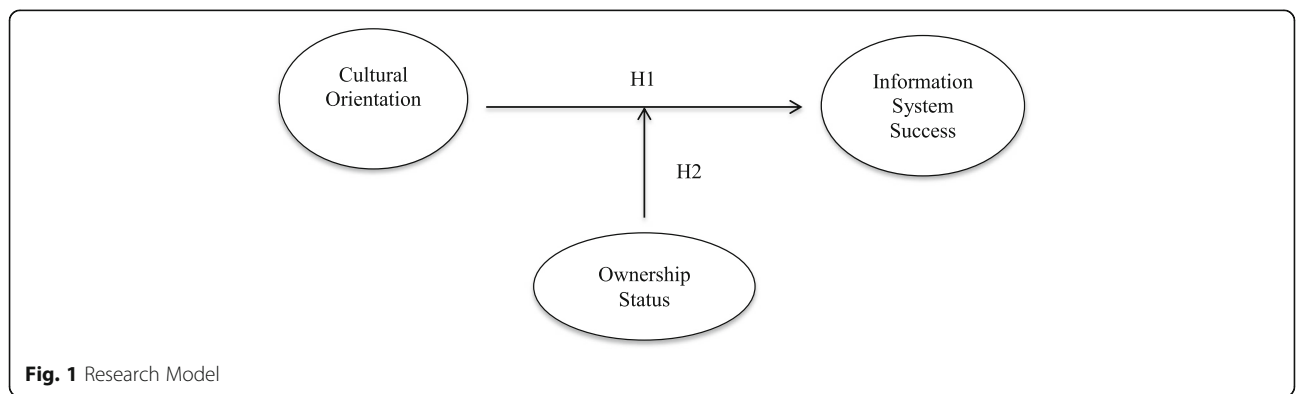 Cultural
Orientation
H1
Information
System
Success
H2
Ownership
Status
Fig. 1 Research Model